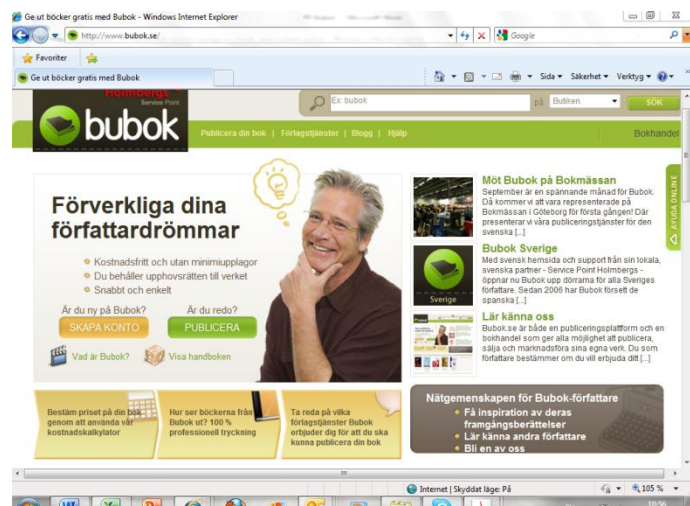 Ge ut böcker gratis med Bubok - Windows Internet Explorer
http://www.bubok.se/
Google
Favoriter
Ge ut böcker gratis med Bubok
Sida Säkerhet Verktyg
Holmbergs
Service Point
bubok
Ex: bubok
på
Butiken
SÖK
Publicera din bok | Förlagstjänster | Blogg | Hjälp
Bokhandel
AYUDA ONLINE
Förverkliga dina
författardrömmar
Kostnadsfritt och utan minimiupplagor
Du behåller upphovsrätten till verket
Snabbt och enkelt
Är du ny på Bubok?
Är du redo?
SKAPA KONTO
PUBLICERA
Vad är Bubok?
Visa handboken
Möt Bubok på Bokmässan
September är en spännande månad för Bubok.
Då kommer vi att vara representerade på
Bokmässan i Göteborg för första gången! Där
presenterar vi våra publiceringstjänster för den
svenska [...]
Sverige
Bubok Sverige
Med svensk hemsida och support från sin lokala,
svenska partner - Service Point Holmbergs -
öppnar nu Bubok upp dörrarna för alla Sveriges
författare. Sedan 2006 har Bubok försett de
spanska [...]
Lär känna oss
Bubok.se är både en publiceringsplattform och en
bokhandel som ger alla möjlighet att publicera,
sälja och marknadsföra sina egna verk. Du som
författare bestämmer om du vill erbjuda ditt [...]
Bestäm priset på din bok
genom att använda vår
kostnadskalkylator
Hur ser böckerna från
Bubok ut? 100 %
professionell tryckning
Ta reda på vilka
förlagstjänster Bubok
erbjuder dig för att du ska
kunna publicera din bok
Nätgemenskapen för Bubok-författare
Få inspiration av deras
framgångsberättelser
Lär känna andra författare
Bli en av oss
Internet | Skyddat läge: På
105 %
10:56